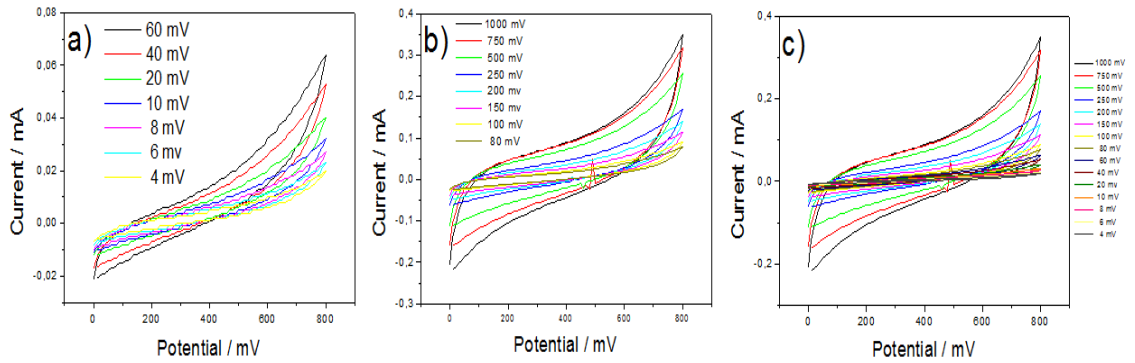 a)
60 mV
40 mV
20 mV
10 mV
8 mV
6 mv
4 mV
0,08
0,06
0,04
0,02
0,00
-0,02
Current / mA
0 200 400 600 800
Potential / mV
b)
1000 mV
750 mV
500 mV
250 mV
200 mv
150 mv
100 mV
80 mV
0,4
0,3
0,2
0,1
0,0
-0,1
-0,2
-0,3
Current / mA
0 200 400 600 800
Potential / mV
c)
0,4
0,2
0,0
-0,2
Current / mA
0 200 400 600 800
Potential / mV
1000 mV
750 mV
500 mV
250 mV
200 mV
150 mV
100 mV
80 mV
60 mV
40 mV
20 mv
10 mV
8 mV
6 mV
4 mV